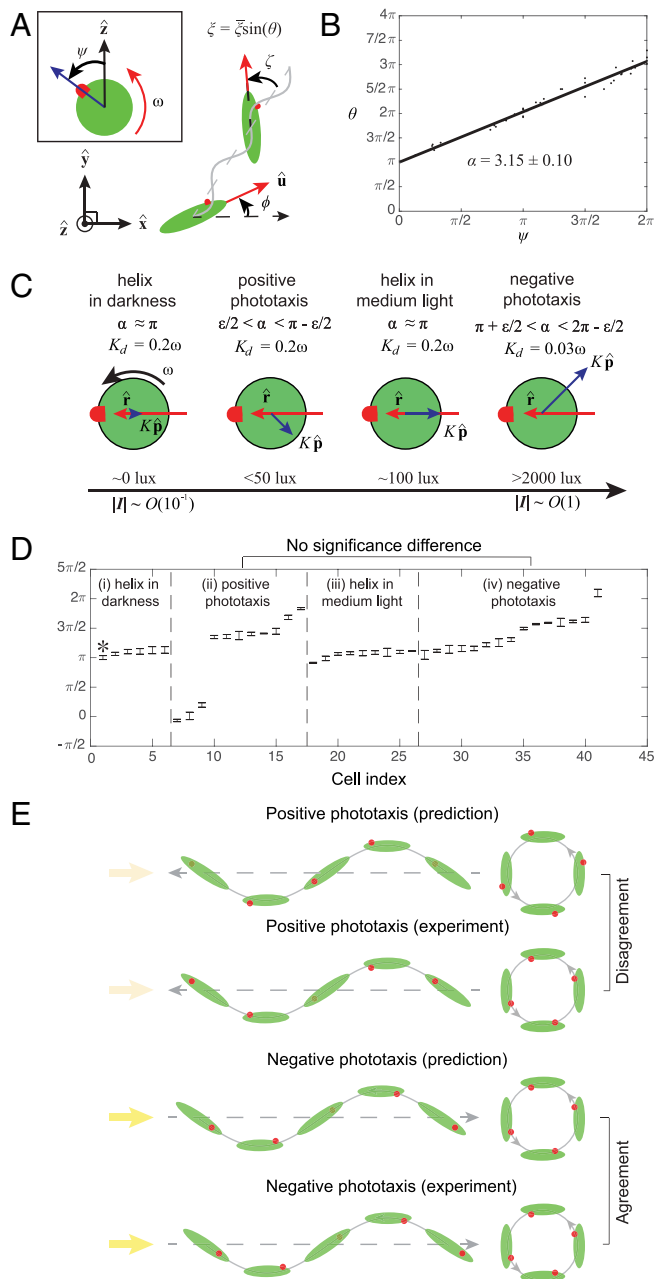 A
ψ
ẑ
ω
ŷ
ẑ
x̂
ξ = ξ̅sin(θ)
ζ
û
ϕ
B
4π
7/2π
3π
5/2π
2π
3π/2
π
π/2
0
θ
α = 3.15 ± 0.10
0
π/2
π
3π/2
2π
ψ
C
helix
in darkness
α ≈ π
K_d = 0.2ω
positive
phototaxis
ε/2 < α < π - ε/2
K_d = 0.2ω
helix in
medium light
α ≈ π
K_d = 0.2ω
negative
phototaxis
π + ε/2 < α < 2π - ε/2
K_d = 0.03ω
ω
r̂
Kp̂
r̂
Kp̂
r̂
Kp̂
r̂
Kp̂
~0 lux
<50 lux
~100 lux
>2000 lux
|I| ~ O(10⁻¹)
|I| ~ O(1)
D
No significance difference
5π/2
2π
3π/2
π
π/2
0
-π/2
(i) helix in
darkness
(ii) positive
phototaxis
(iii) helix in
medium light
(iv) negative
phototaxis
*
0
5
10
15
20
25
30
35
40
45
Cell index
E
Positive phototaxis (prediction)
Positive phototaxis (experiment)
Disagreement
Negative phototaxis (prediction)
Negative phototaxis (experiment)
Agreement